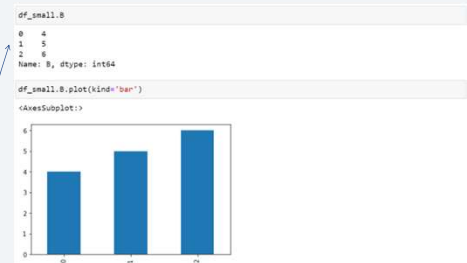 df_small.B
0    4
1    5
2    6
Name: B, dtype: int64
df_small.B.plot(kind='bar')
<AxesSubplot:>
6
5
4
3
2
1
0
0    1    2